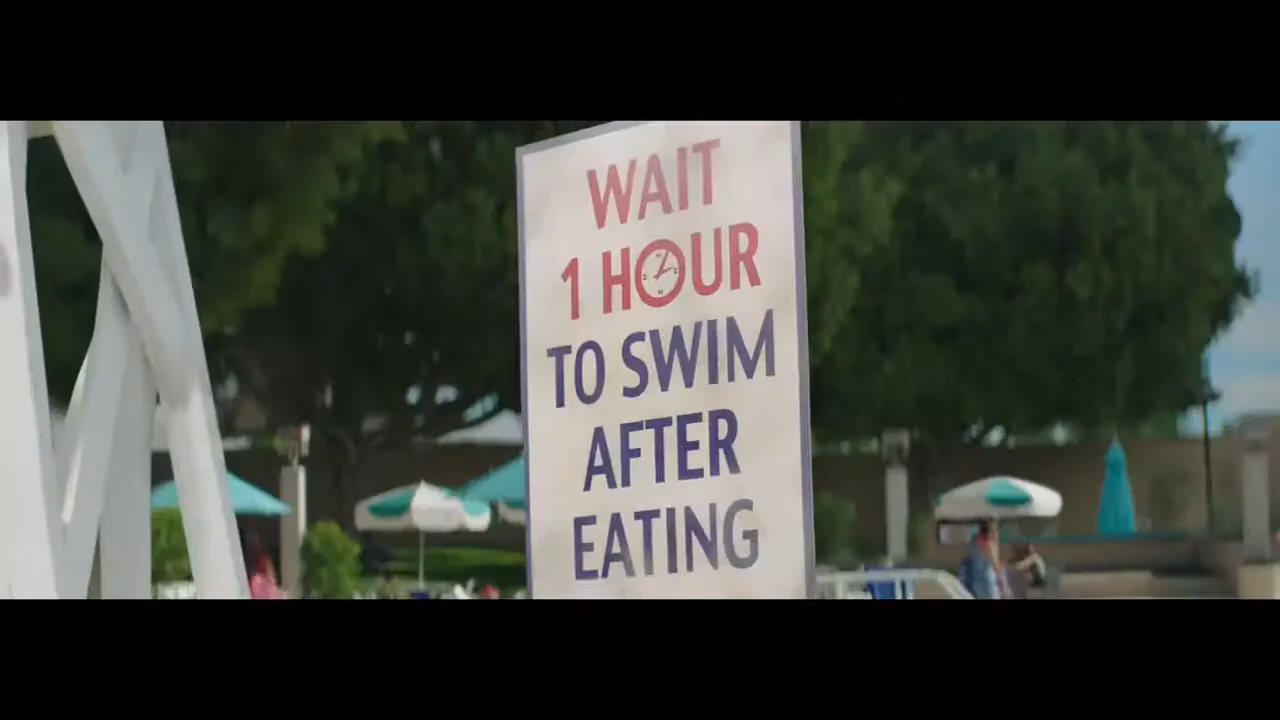 WAIT
1 HOUR
TO SWIM
AFTER
EATING